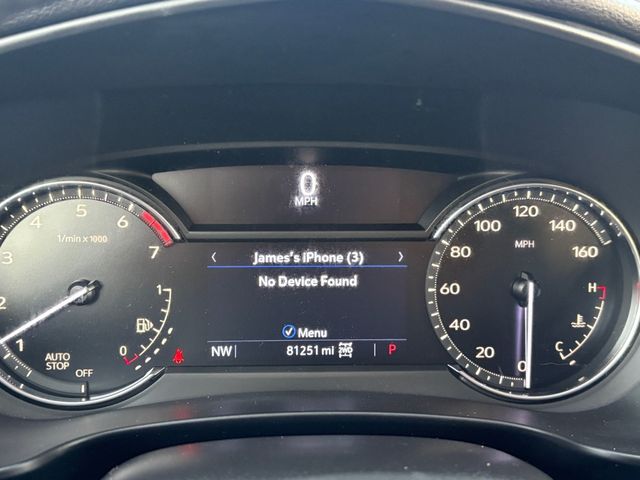 0
MPH
James's iPhone (3)
No Device Found
Menu
NW
81251 mi
P
1
2
3
4
5
6
7
1/min x 1000
AUTO STOP
OFF
1
0
0
20
40
60
80
100
120
140
160
MPH
H
C